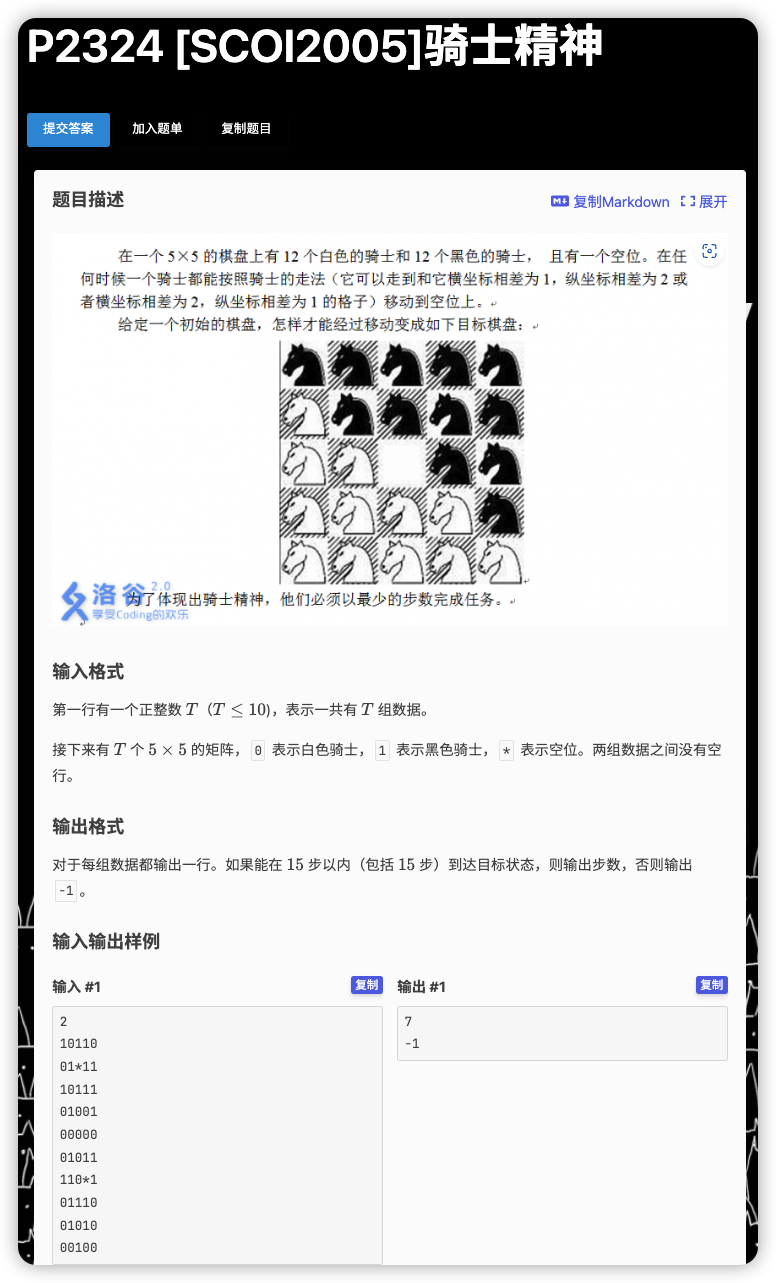 P2324 [SCOI2005]骑士精神
提交答案 加入题单 复制题目
题目描述
复制Markdown 展开
在一个 5×5 的棋盘上有 12 个白色的骑士和 12 个黑色的骑士， 且有一个空位。在任
何时候一个骑士都能按照骑士的走法（它可以走到和它横坐标相差为 1，纵坐标相差为 2 或
者横坐标相差为 2，纵坐标相差为 1 的格子）移动到空位上。
给定一个初始的棋盘，怎样才能经过移动变成如下目标棋盘：
洛谷 2.0
享受Coding的欢乐
为了体现出骑士精神，他们必须以最少的步数完成任务。
输入格式
第一行有一个正整数 T（T ≤ 10)，表示一共有 T 组数据。
接下来有 T 个 5 × 5 的矩阵，0 表示白色骑士，1 表示黑色骑士，* 表示空位。两组数据之间没有空
行。
输出格式
对于每组数据都输出一行。如果能在 15 步以内（包括 15 步）到达目标状态，则输出步数，否则输出
-1 。
输入输出样例
输入 #1
复制
2
10110
01*11
10111
01001
00000
01011
110*1
01110
01010
00100
输出 #1
复制
7
-1